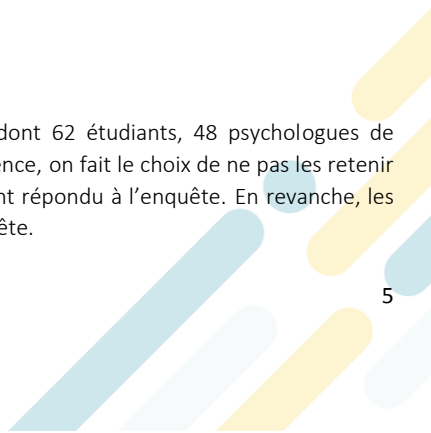 dont 62 étudiants, 48 psychologues de
ence, on fait le choix de ne pas les retenir
nt répondu à l’enquête. En revanche, les
ête.
5